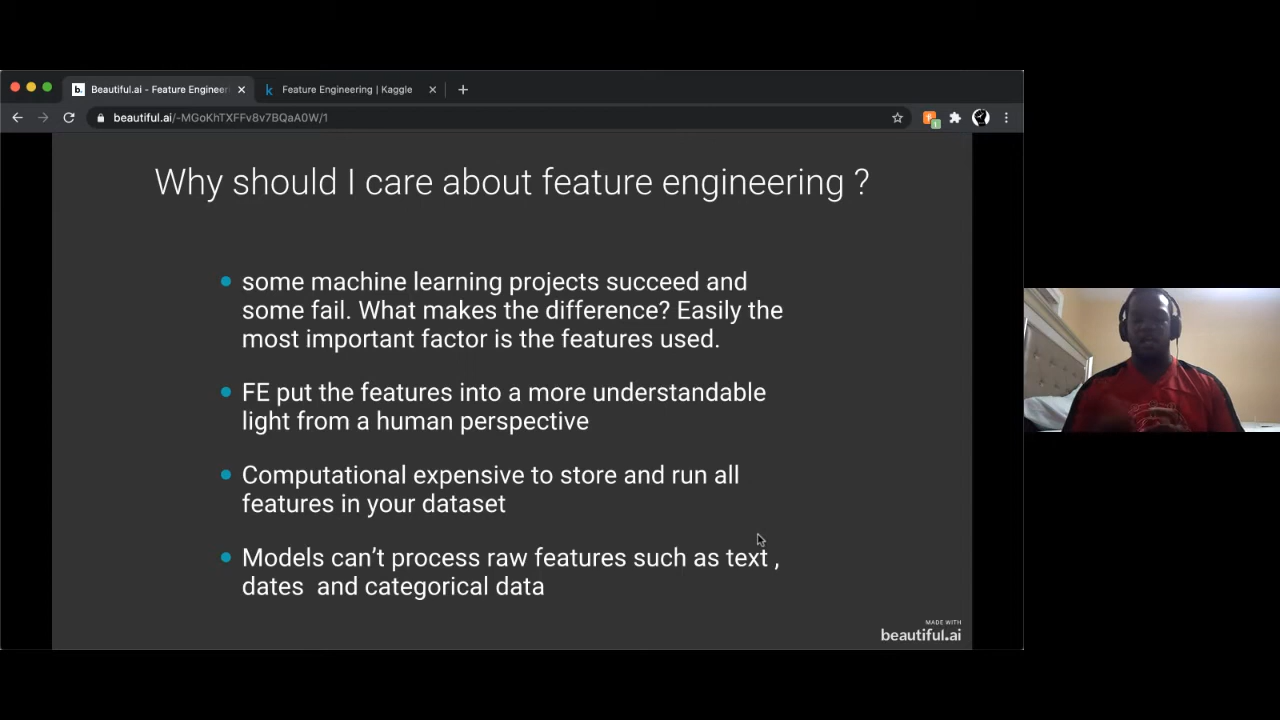 b. Beautiful.ai - Feature Engineer
k Feature Engineering | Kaggle
beautiful.ai/-MGoKhTXFFv8v7BQaA0W/1
1
Why should I care about feature engineering ?
some machine learning projects succeed and
some fail. What makes the difference? Easily the
most important factor is the features used.
FE put the features into a more understandable
light from a human perspective
Computational expensive to store and run all
features in your dataset
Models can’t process raw features such as text ,
dates  and categorical data
MADE WITH
beautiful.ai